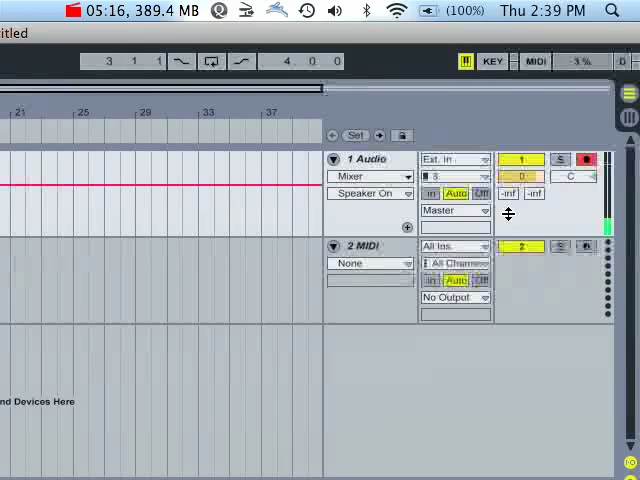 05:16, 389.4 MB (100%) Thu 2:39 PM
titled
3 1 1 4 . 0 0 KEY MIDI 3 % D
21 25 29 33 37
Set
1 Audio Ext. In 1 S
Mixer 3 0 C
Speaker On In Auto Off -inf -inf
Master
2 MIDI All Ins. 2 S
None All Channe
In Auto Off
No Output
nd Devices Here
I·O